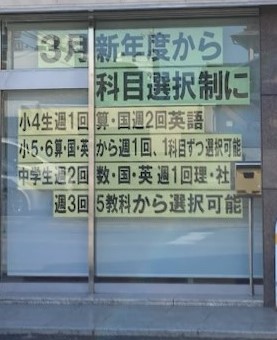 3月新年度から
科目選択制に
小4生週1回算・国週2回英語
小5・6算・国・英から週1回、1科目ずつ選択可能
中学生週2回数・国・英週1回理・社
週3回5教科から選択可能